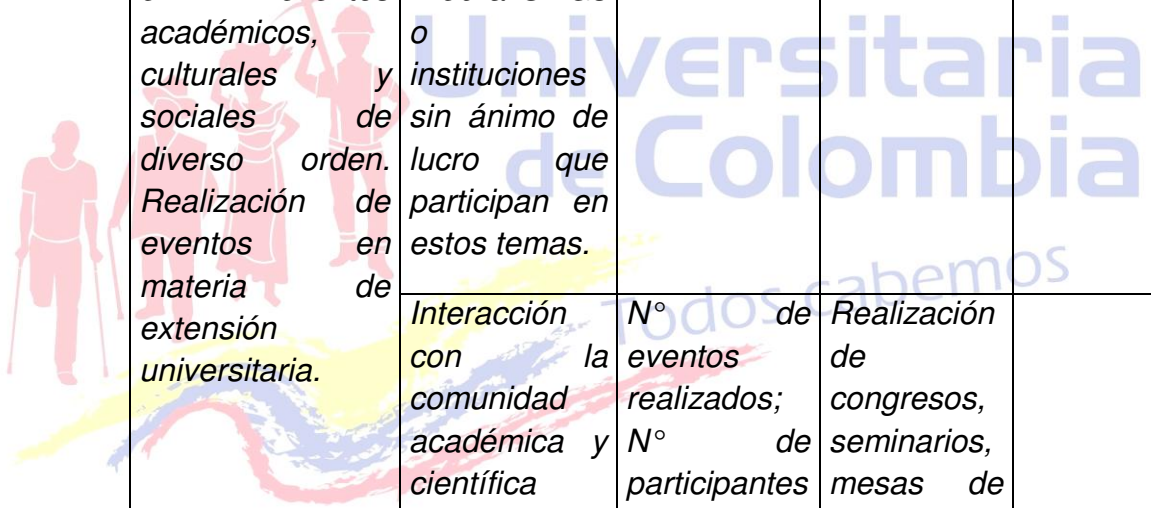 académicos,
culturales y
sociales de
diverso orden.
Realización de
eventos en
materia de
extensión
universitaria.
o
instituciones
sin ánimo de
lucro que
participan en
estos temas.
Interacción
con la
comunidad
académica y
científica
N° de
eventos
realizados;
N° de
participantes
Realización
de
congresos,
seminarios,
mesas de
Universitaria
de Colombia
Todos cabemos